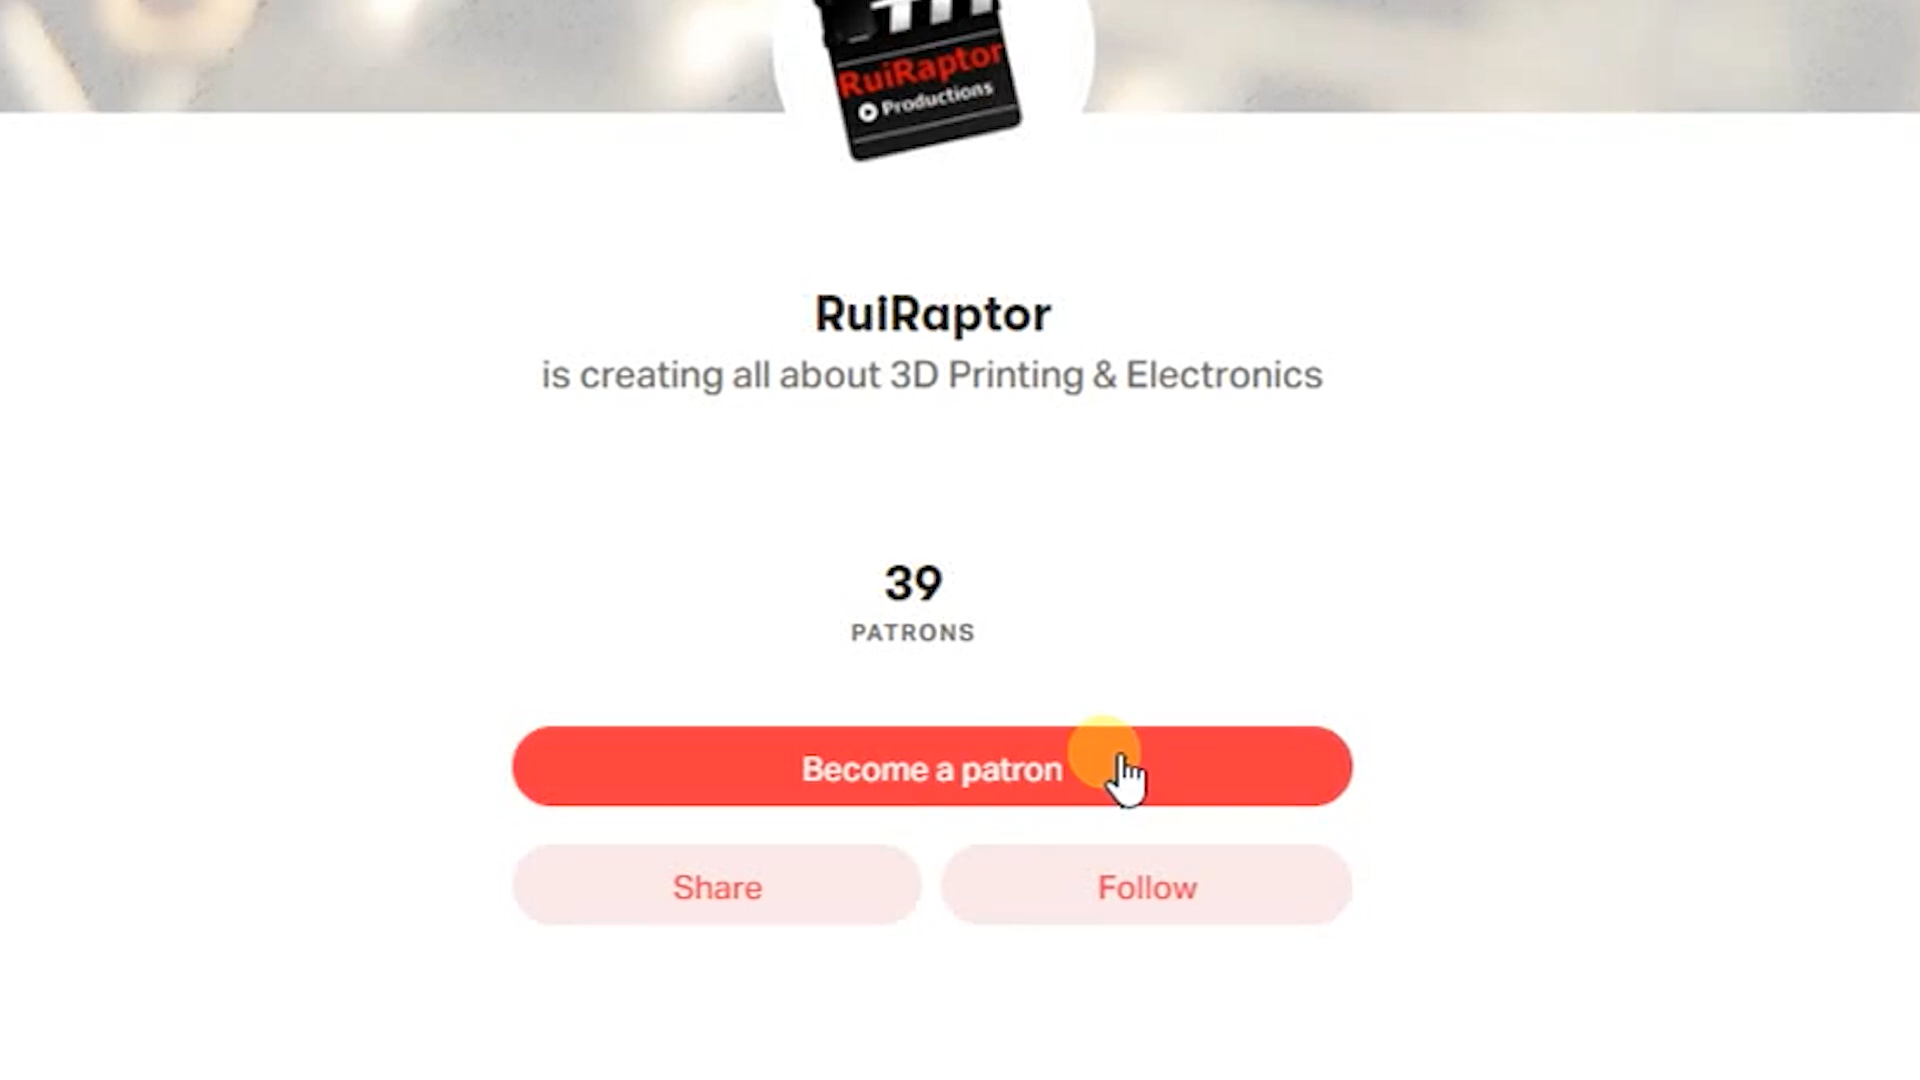 RuiRaptor
Productions
RuiRaptor
is creating all about 3D Printing & Electronics
39
PATRONS
Become a patron
Share
Follow